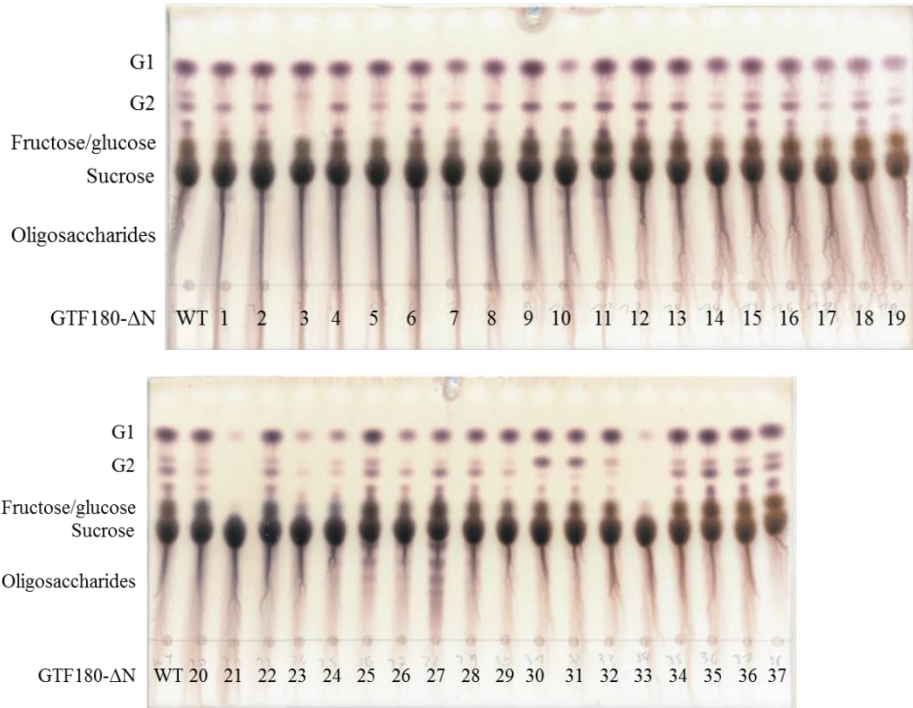 G1
G2
Fructose/glucose
Sucrose
Oligosaccharides
GTF180-ΔN WT 1 2 3 4 5 6 7 8 9 10 11 12 13 14 15 16 17 18 19
G1
G2
Fructose/glucose
Sucrose
Oligosaccharides
GTF180-ΔN WT 20 21 22 23 24 25 26 27 28 29 30 31 32 33 34 35 36 37